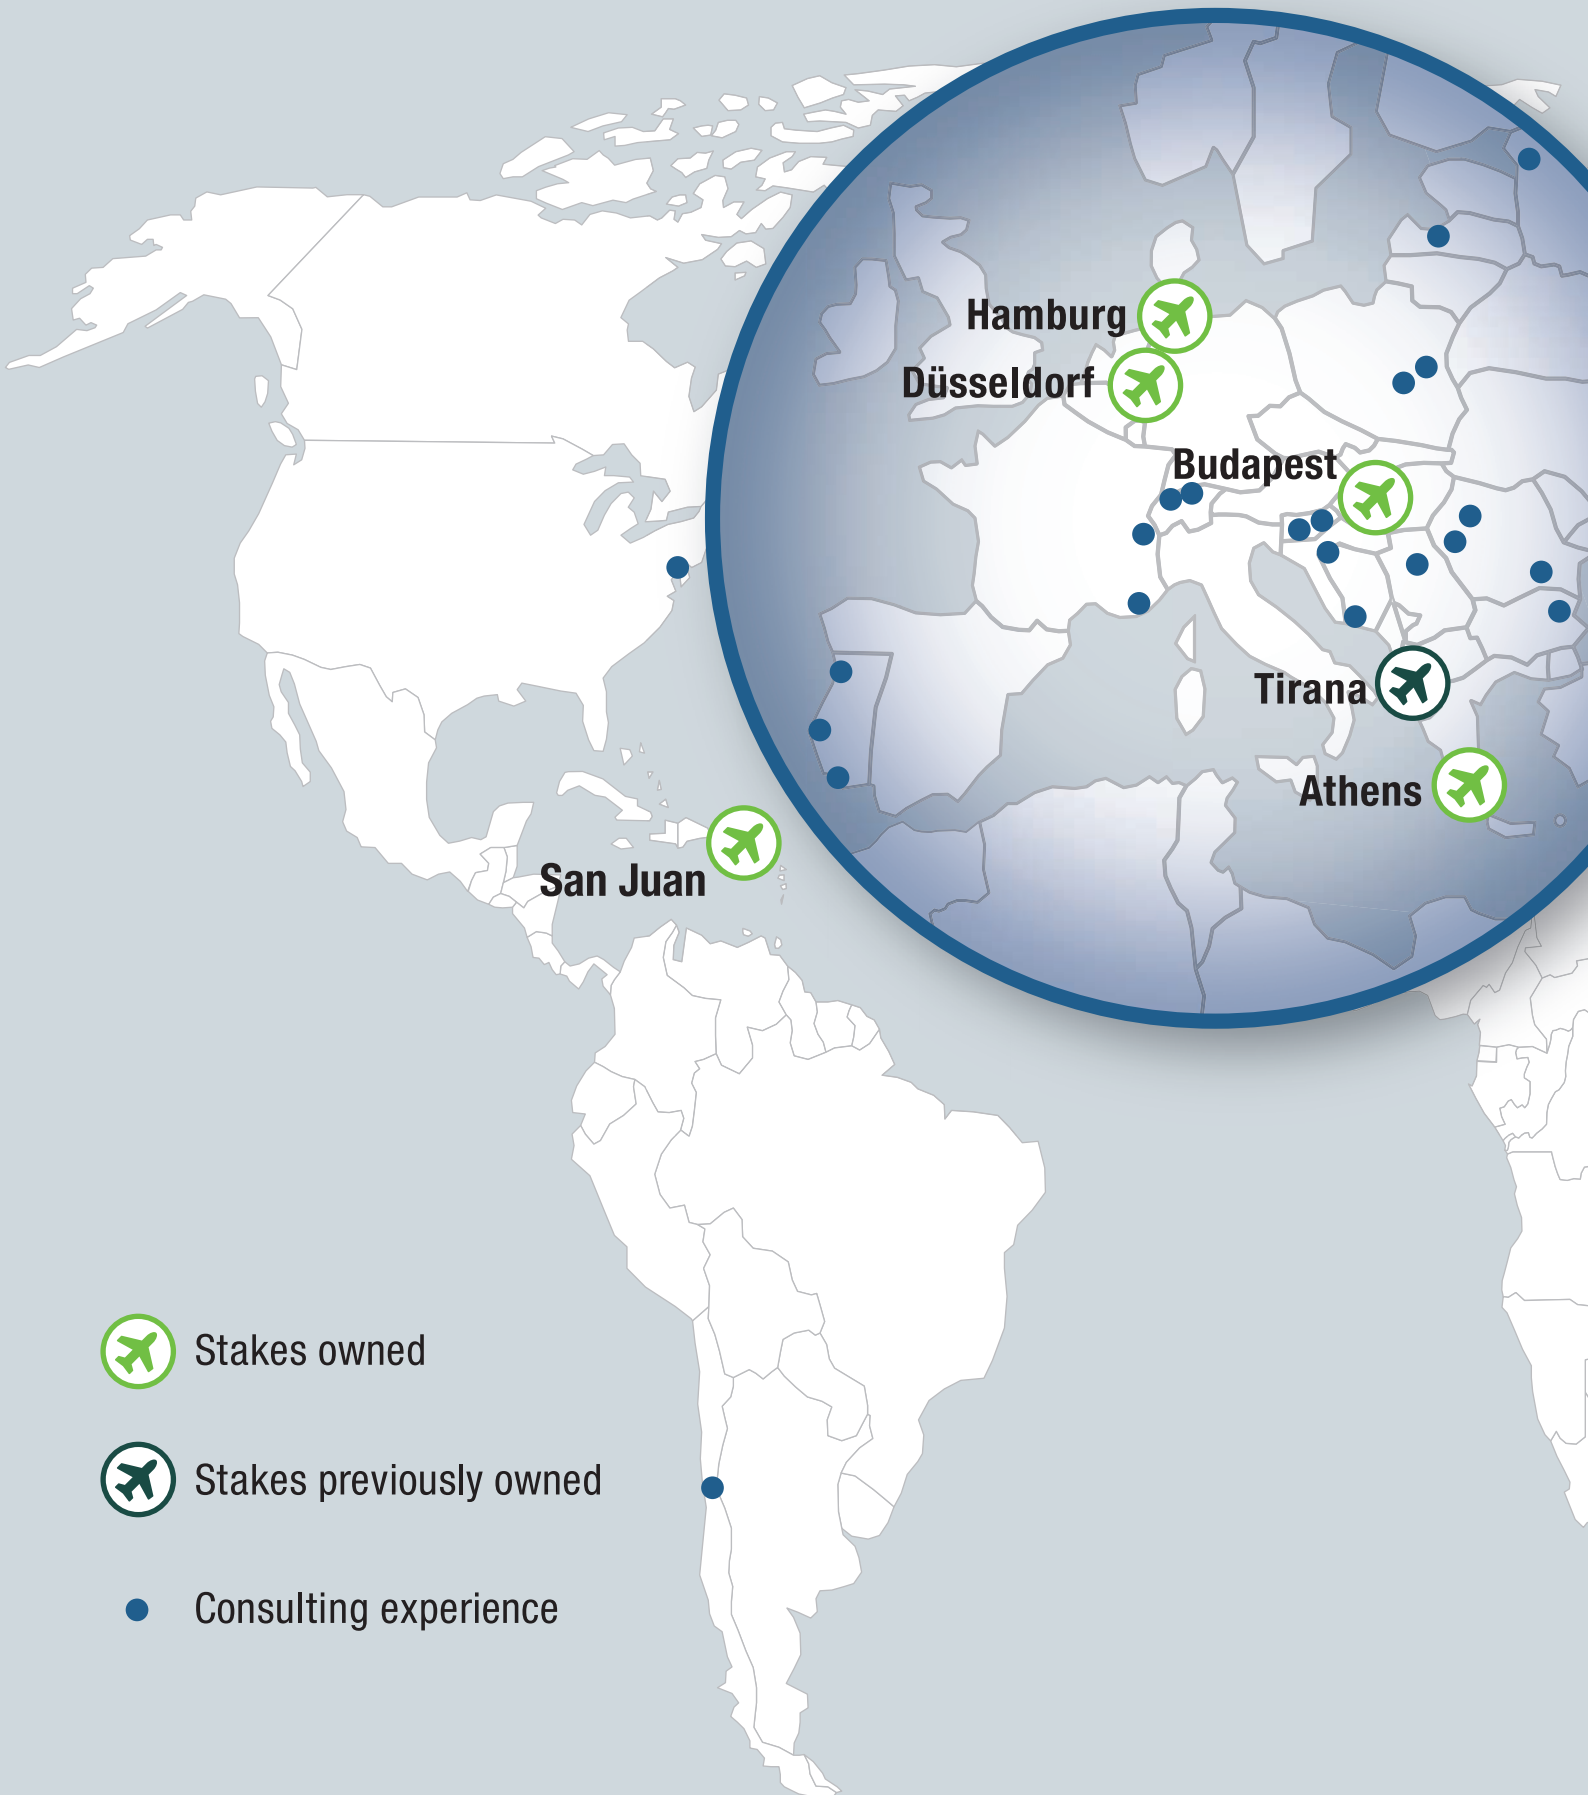 Hamburg
Düsseldorf
Budapest
Tirana
Athens
San Juan
Stakes owned
Stakes previously owned
Consulting experience